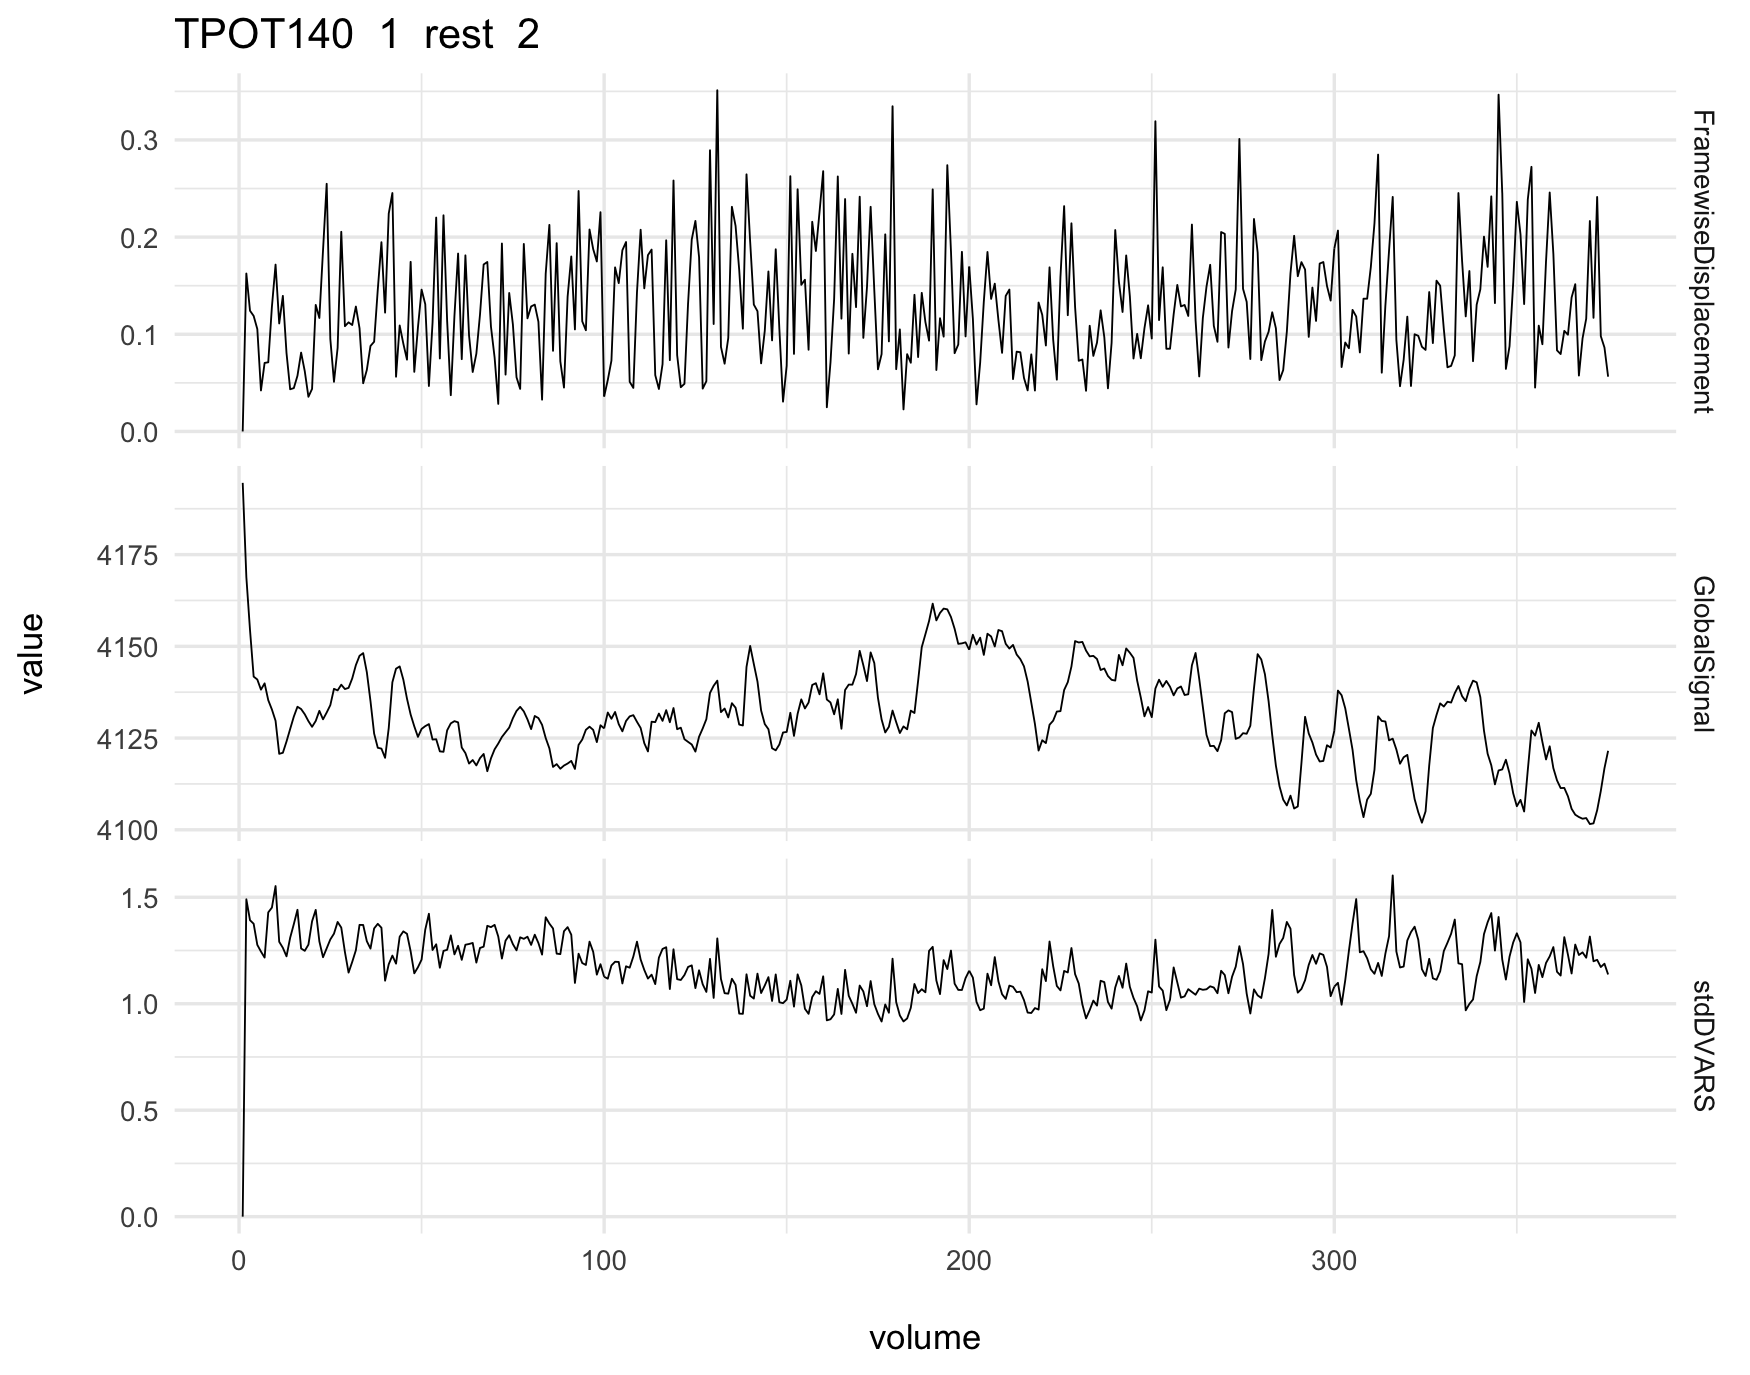 TPOT140 1 rest 2
0.3
0.2
0.1
0.0
FramewiseDisplacement
4175
4150
4125
4100
GlobalSignal
value
1.5
1.0
0.5
0.0
stdDVARS
0 100 200 300
volume